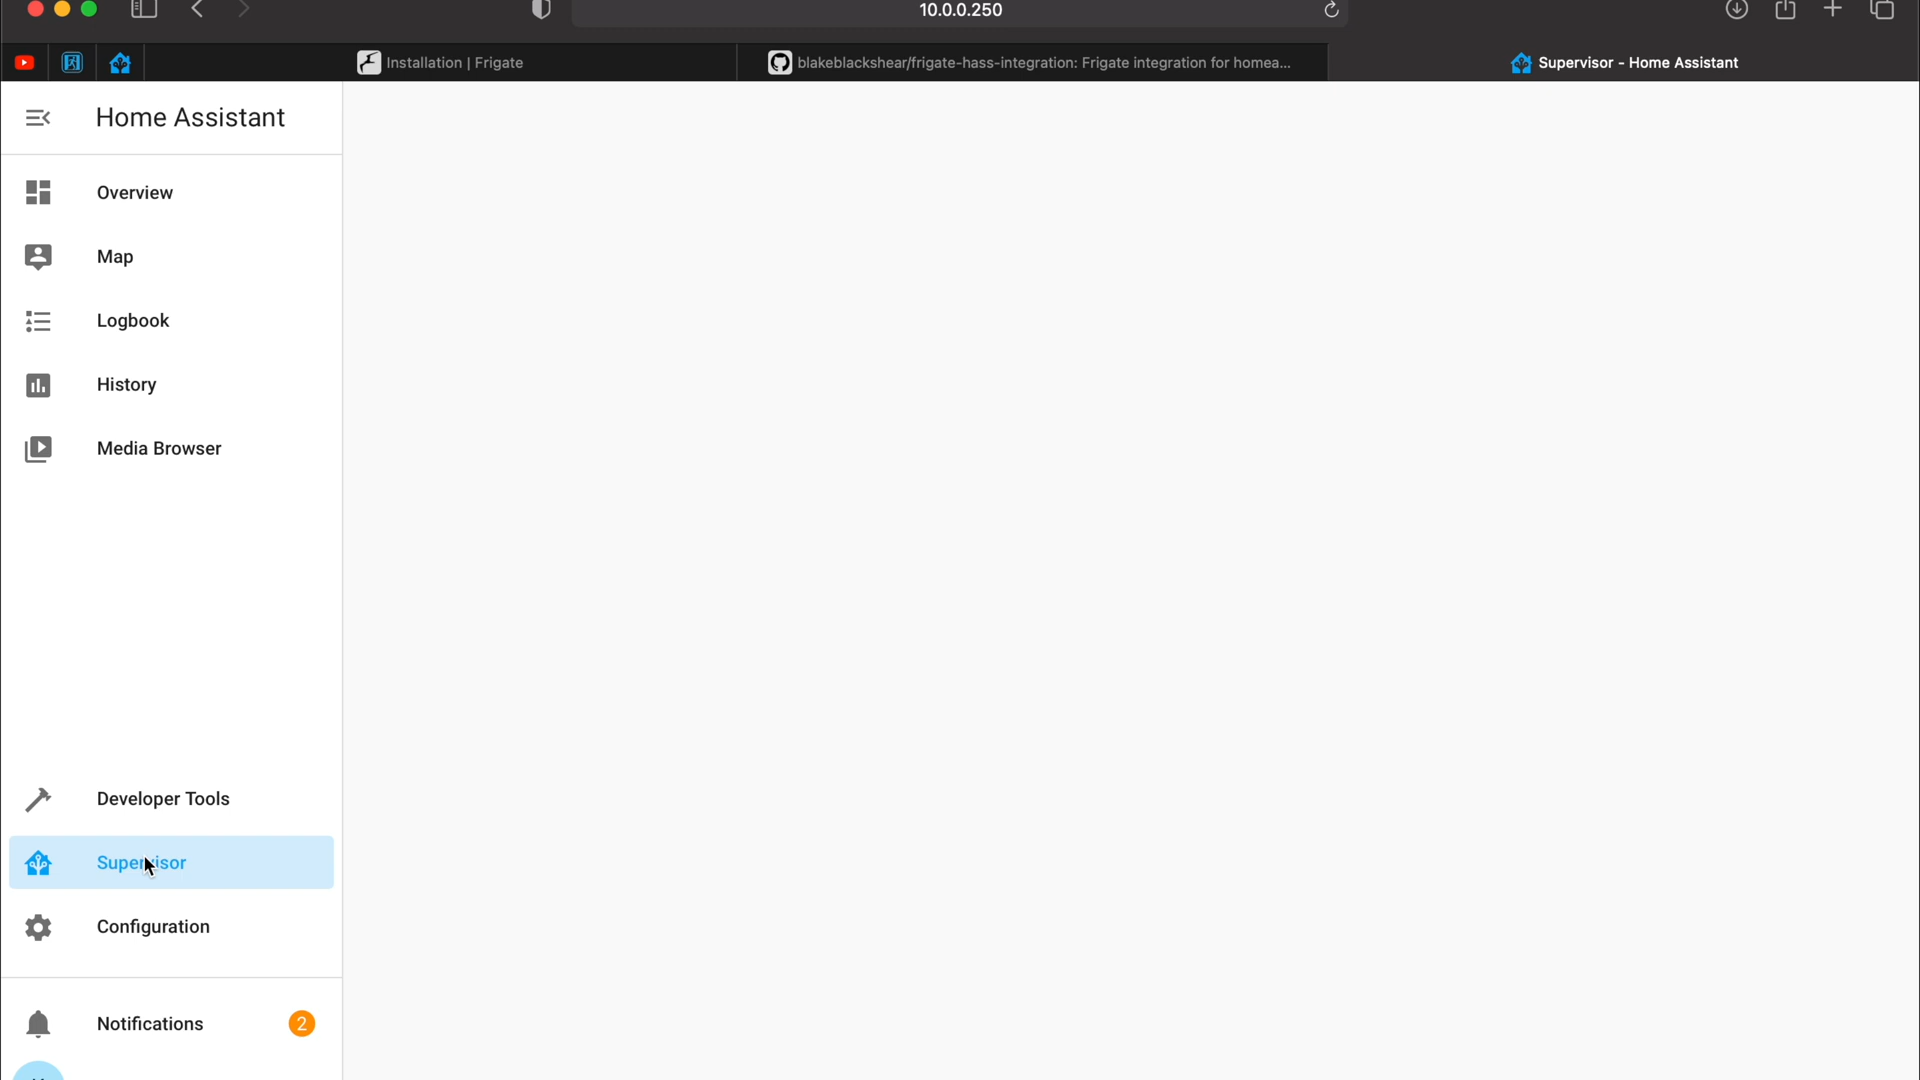 10.0.0.250
Installation | Frigate
blakeblackshear/frigate-hass-integration: Frigate integration for homea...
Supervisor - Home Assistant
Home Assistant
Overview
Map
Logbook
History
Media Browser
Developer Tools
Supervisor
Configuration
Notifications
2